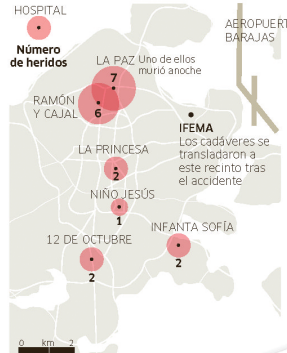 HOSPITAL
Número
de heridos
AEROPUERT
BARAJAS
LA PAZ
Uno de ellos
murió anoche
7
RAMÓN
Y CAJAL
6
IFEMA
Los cadáveres se
transladaron a
este recinto tras
el accidente
LA PRINCESA
2
NIÑO JESÚS
1
INFANTA SOFÍA
2
12 DE OCTUBRE
2
0 km 2